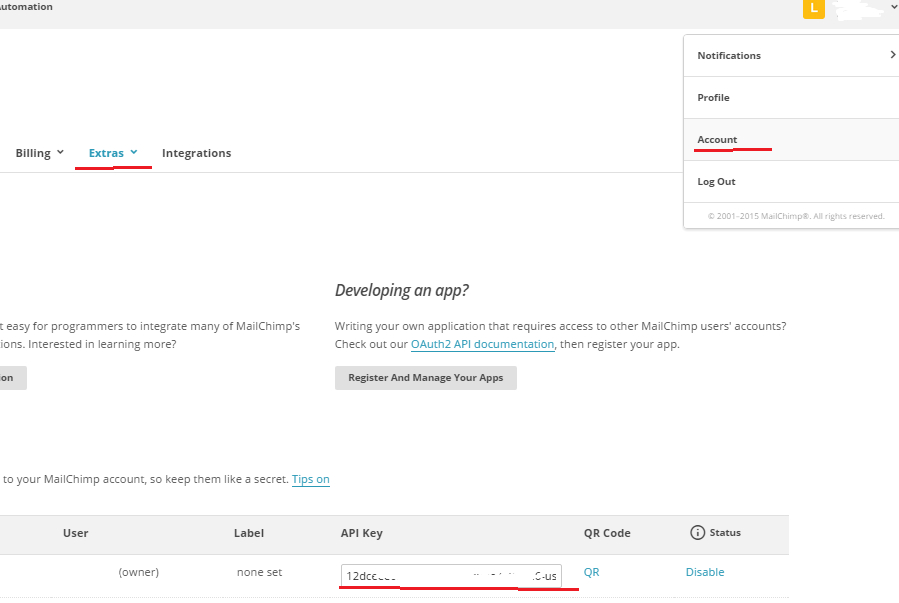 utomation
L
Notifications
Profile
Account
Log Out
© 2001-2015 MailChimp®. All rights reserved.
Billing Extras Integrations
Developing an app?
t easy for programmers to integrate many of MailChimp's
ions. Interested in learning more?
on
Writing your own application that requires access to other MailChimp users' accounts?
Check out our OAuth2 API documentation, then register your app.
Register And Manage Your Apps
to your MailChimp account, so keep them like a secret. Tips on
User Label API Key QR Code Status
(owner) none set QR Disable